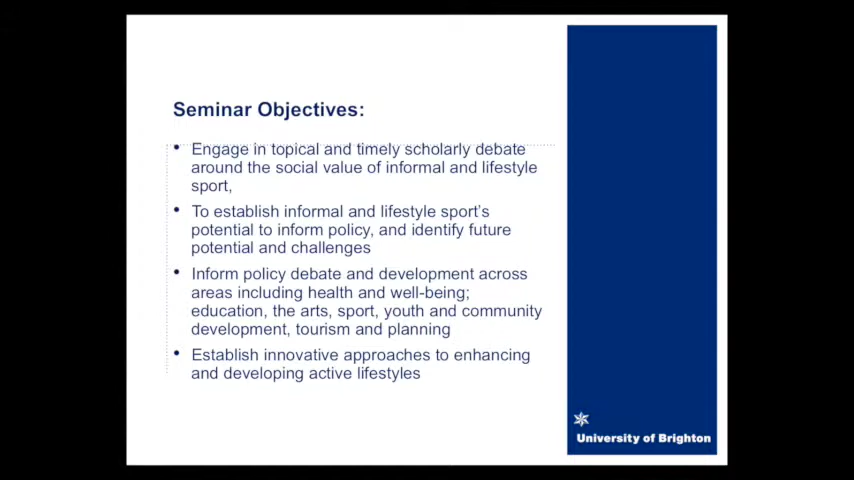 Seminar Objectives:
• Engage in topical and timely scholarly debate
around the social value of informal and lifestyle
sport,
• To establish informal and lifestyle sport's
potential to inform policy, and identify future
potential and challenges
• Inform policy debate and development across
areas including health and well-being;
education, the arts, sport, youth and community
development, tourism and planning
• Establish innovative approaches to enhancing
and developing active lifestyles
University of Brighton